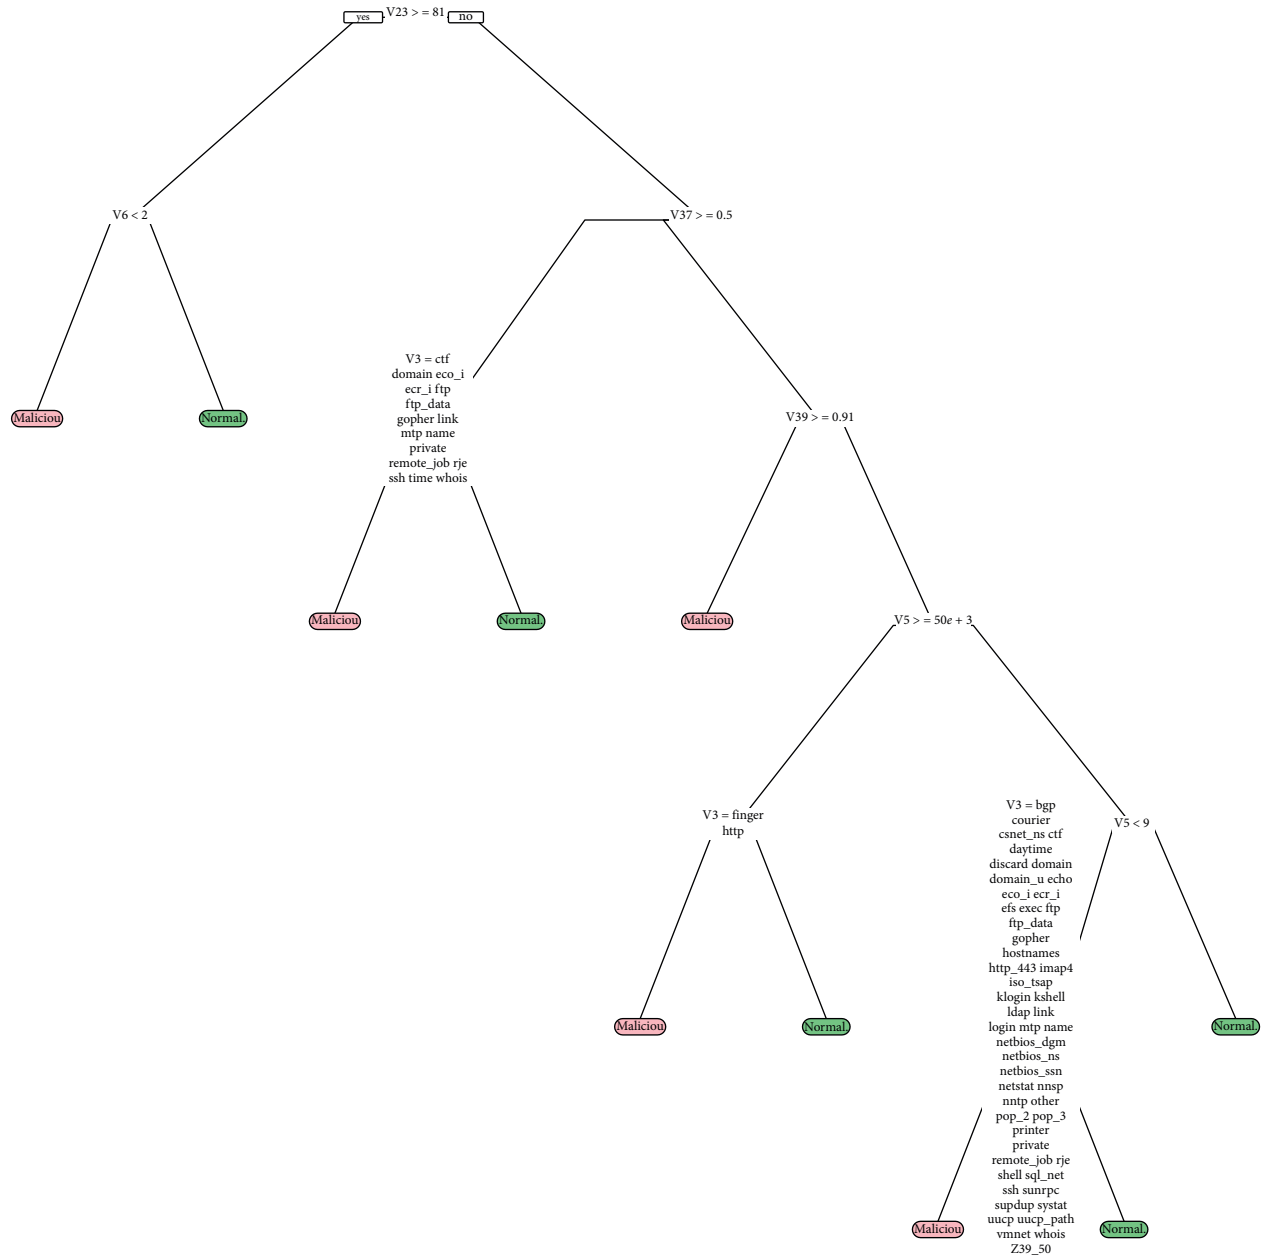 yes V23 > = 81 no
V6 < 2
V37 > = 0.5
V3 = ctf
domain eco_i
ecr_i ftp
ftp_data
gopher link
mtp name
private
remote_job rje
ssh time whois
Maliciou
Normal.
V39 > = 0.91
Maliciou
Normal.
Maliciou
V5 > = 50e + 3
V3 = finger
http
V5 < 9
V3 = bgp
courier
csnet_ns ctf
daytime
discard domain
domain_u echo
eco_i ecr_i
efs exec ftp
ftp_data
gopher
hostnames
http_443 imap4
iso_tsap
klogin kshell
ldap link
login mtp name
netbios_dgm
netbios_ns
netbios_ssn
netstat nnsp
nntp other
pop_2 pop_3
printer
private
remote_job rje
shell sql_net
ssh sunrpc
supdup systat
uucp uucp_path
vmnet whois
Z39_50
Maliciou
Normal.
Normal.
Maliciou
Normal.